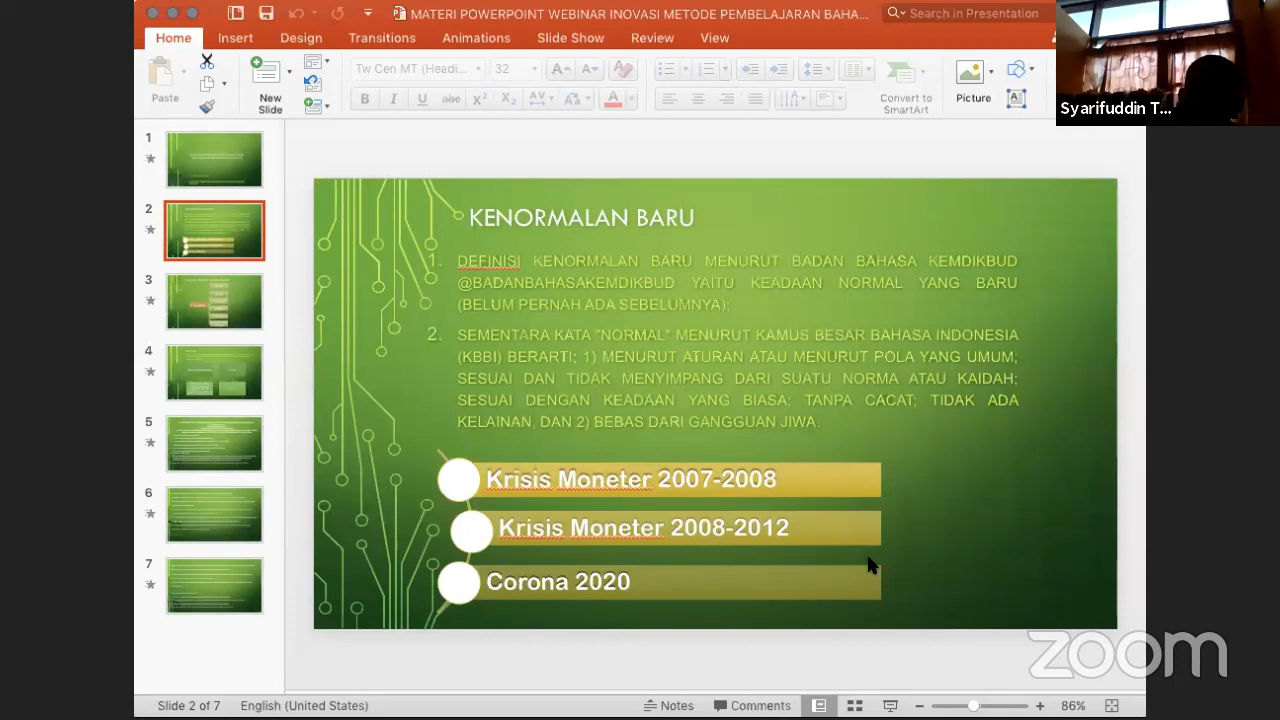 MATERI POWERPOINT WEBINAR INOVASI METODE PEMBELAJARAN BAHA...
Search in Presentation
Home Insert Design Transitions Animations Slide Show Review View
Tw Cen MT (Headi... 32
Paste
New
Slide
Convert to
SmartArt
Picture
Syarifuddin T...
1
2
3
4
5
6
7
KENORMALAN BARU
1. DEFINISI KENORMALAN BARU MENURUT BADAN BAHASA KEMDIKBUD
@BADANBAHASAKEMDIKBUD YAITU KEADAAN NORMAL YANG BARU
(BELUM PERNAH ADA SEBELUMNYA);
2. SEMENTARA KATA "NORMAL" MENURUT KAMUS BESAR BAHASA INDONESIA
(KBBI) BERARTI; 1) MENURUT ATURAN ATAU MENURUT POLA YANG UMUM;
SESUAI DAN TIDAK MENYIMPANG DARI SUATU NORMA ATAU KAIDAH;
SESUAI DENGAN KEADAAN YANG BIASA; TANPA CACAT; TIDAK ADA
KELAINAN, DAN 2) BEBAS DARI GANGGUAN JIWA.
Krisis Moneter 2007-2008
Krisis Moneter 2008-2012
Corona 2020
zoom
Slide 2 of 7 English (United States) Notes Comments 86%